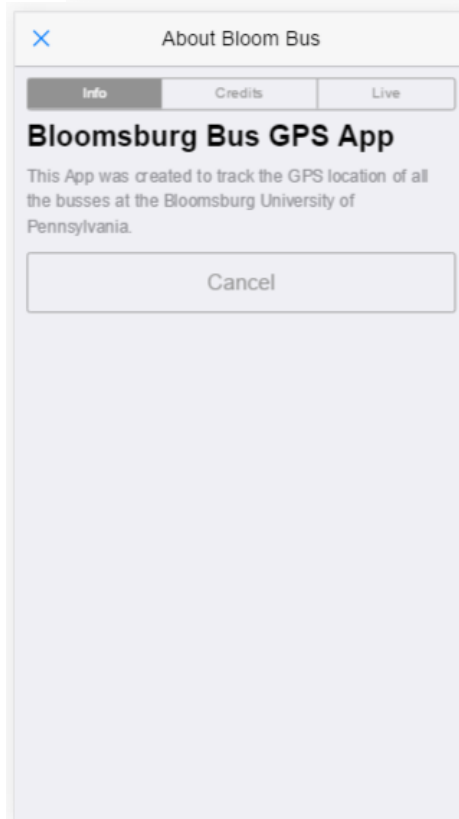 About Bloom Bus
Info Credits Live
Bloomsburg Bus GPS App
This App was created to track the GPS location of all
the busses at the Bloomsburg University of
Pennsylvania.
Cancel